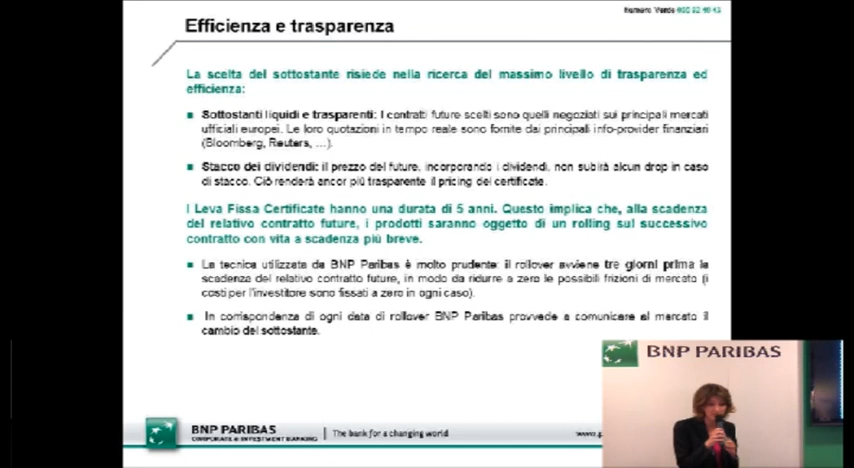 Numero Verde
Efficienza e trasparenza
La scelta del sottostante risiede nella ricerca del massimo livello di trasparenza ed
efficienza:
Sottostanti liquidi e trasparenti: I contratti future scelti sono quelli negoziati sui principali mercati
ufficiali europei. Le loro quotazioni in tempo reale sono fornite dai principali info-provider finanziari
(Bloomberg, Reuters, …).
Stacco dei dividendi: il prezzo del future, incorporando i dividendi, non subirà alcun drop in caso
di stacco. Ciò renderà ancor più trasparente il pricing dei certificate.
I Leva Fissa Certificate hanno una durata di 5 anni. Questo implica che, alla scadenza
del relativo contratto future, i prodotti saranno oggetto di un rolling sul successivo
contratto con vita a scadenza più breve.
La tecnica utilizzata da BNP Paribas è molto prudente: il rollover avviene tre giorni prima la
scadenza del relativo contratto future, in modo da ridurre a zero le possibili frizioni di mercato (i
costi per l'investitore sono fissati a zero in ogni caso).
In corrispondenza di ogni data di rollover BNP Paribas provvede a comunicare al mercato il
cambio del sottostante.
BNP PARIBAS
BNP PARIBAS
CORPORATE & INVESTMENT BANKING
The bank for a changing world